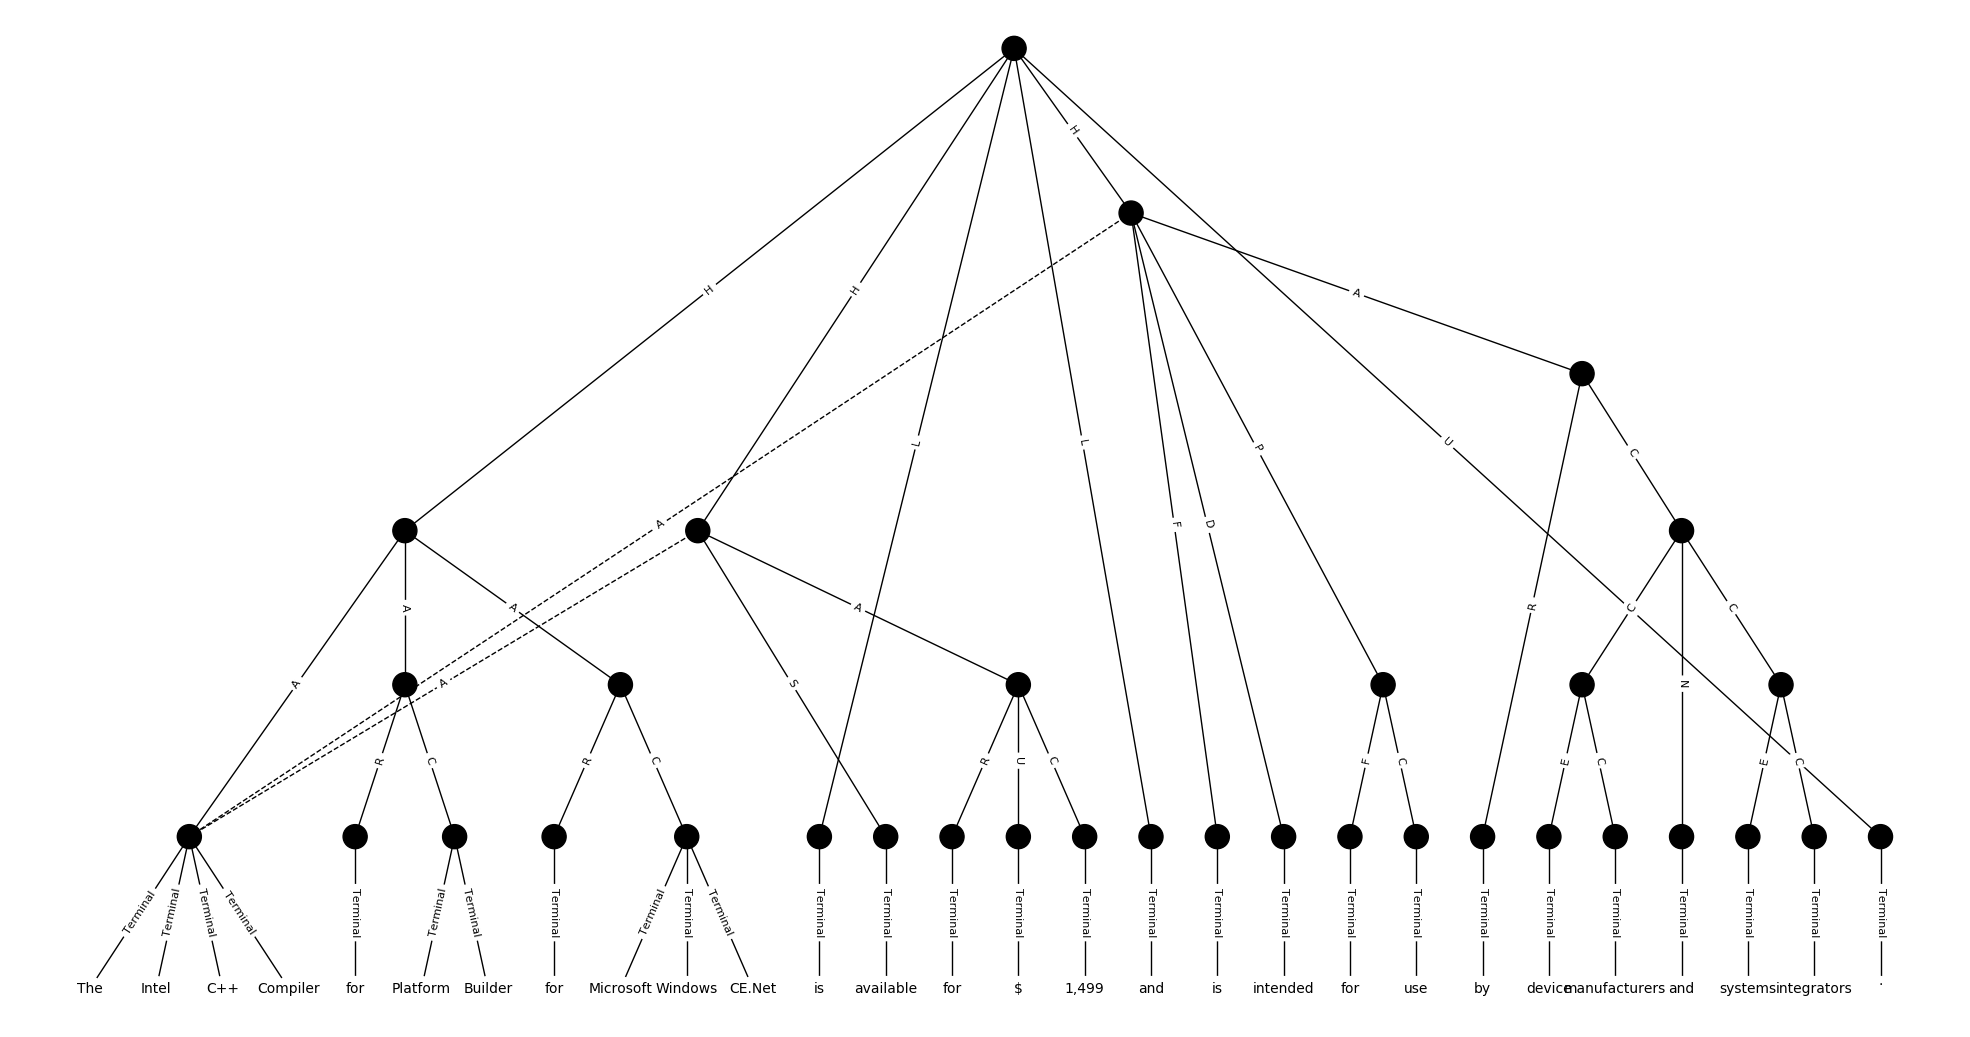 H
H
A
H
A
U
L
L
C
P
A
F
D
A
A
R
C
C
A
A
S
N
A
R
C
R
C
R
U
C
F
C
E
C
E
C
Terminal Terminal Terminal Terminal Terminal Terminal Terminal Terminal Terminal Terminal Terminal Terminal Terminal Terminal Terminal Terminal Terminal Terminal Terminal Terminal Terminal Terminal Terminal Terminal Terminal Terminal Terminal Terminal
The Intel C++ Compiler for Platform Builder for Microsoft Windows CE.Net is available for $ 1,499 and is intended for use by device manufacturers and systems integrators .